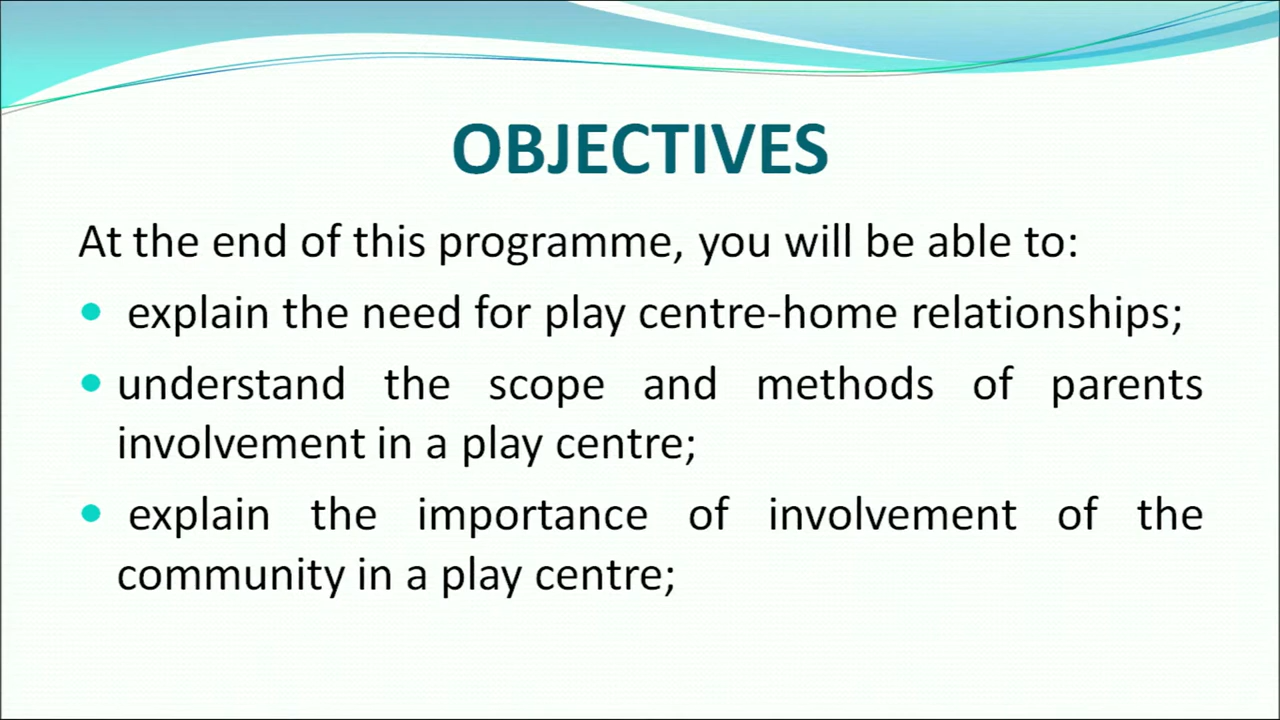 OBJECTIVES
At the end of this programme, you will be able to:
• explain the need for play centre-home relationships;
• understand the scope and methods of parents
involvement in a play centre;
• explain the importance of involvement of the
community in a play centre;